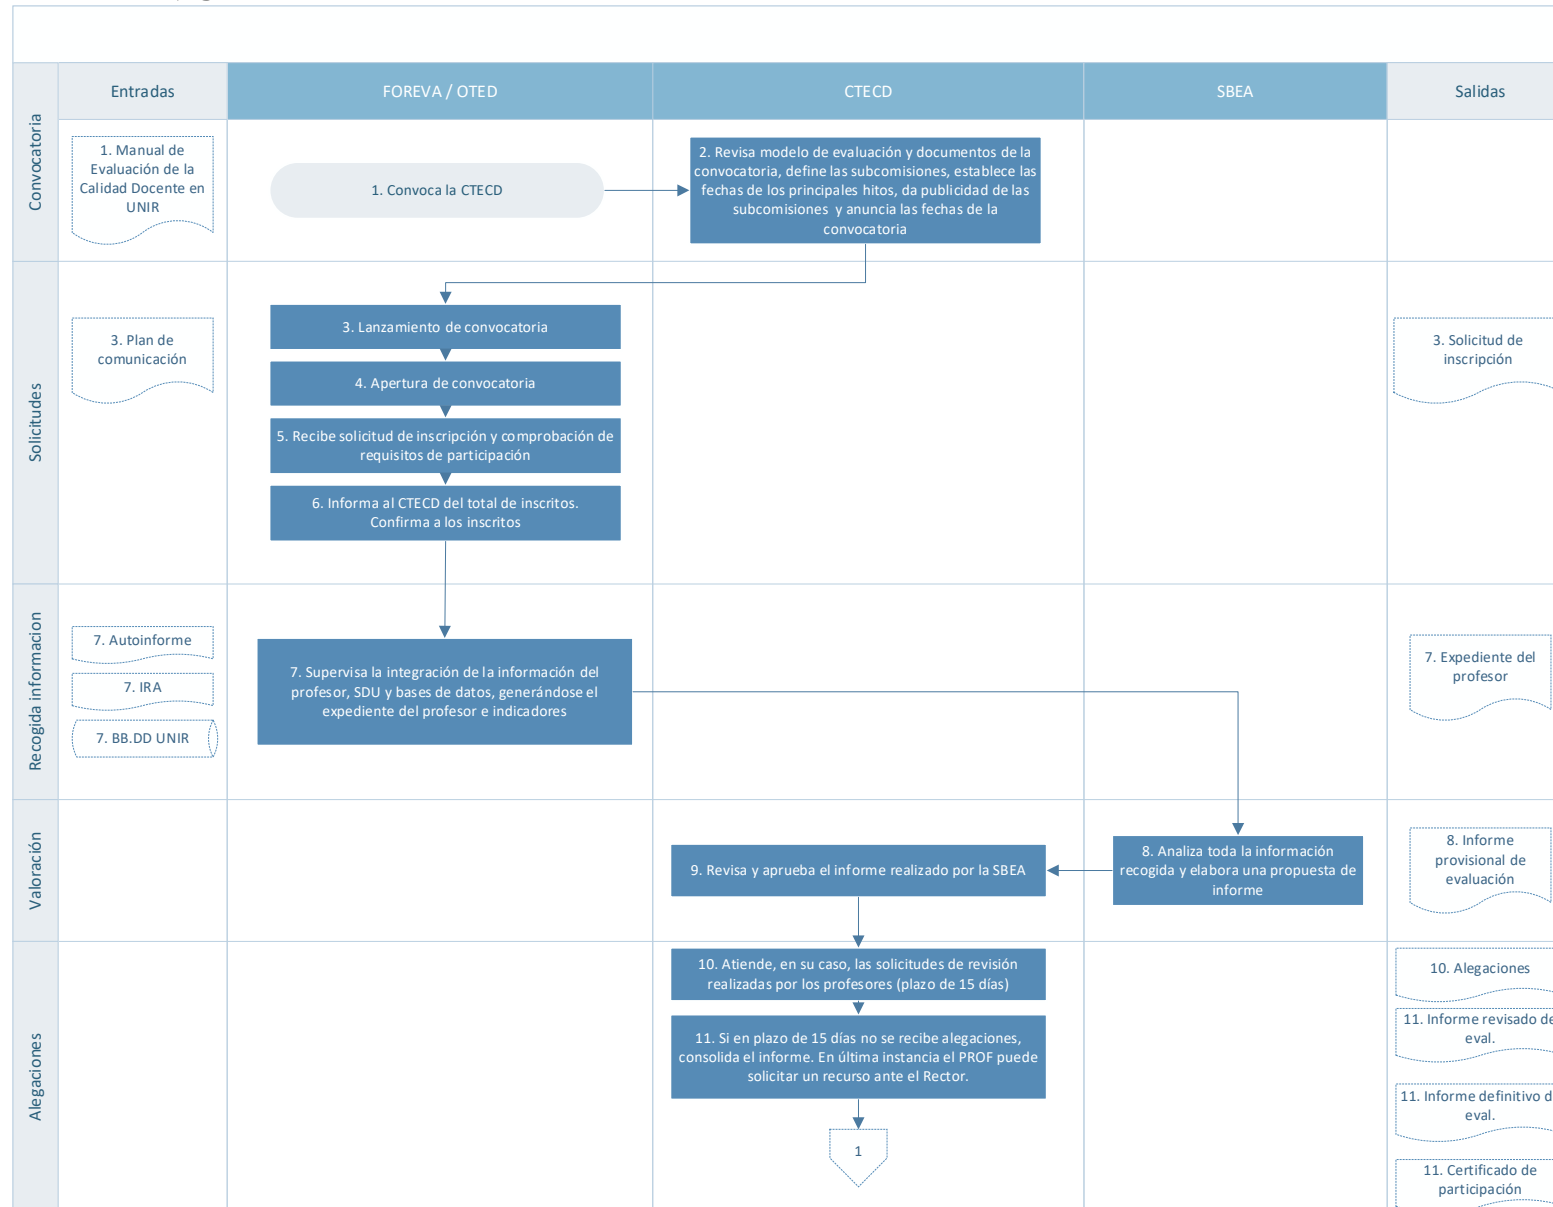 Entradas
FOREVA / OTED
CTECD
SBEA
Salidas
Convocatoria
1. Manual de
Evaluación de la
Calidad Docente en
UNIR
1. Convoca la CTECD
2. Revisa modelo de evaluación y documentos de la
convocatoria, define las subcomisiones, establece las
fechas de los principales hitos, da publicidad de las
subcomisiones y anuncia las fechas de la
convocatoria
Solicitudes
3. Plan de
comunicación
3. Lanzamiento de convocatoria
4. Apertura de convocatoria
5. Recibe solicitud de inscripción y comprobación de
requisitos de participación
6. Informa al CTECD del total de inscritos.
Confirma a los inscritos
3. Solicitud de
inscripción
Recogida informacion
7. Autoinforme
7. IRA
7. BB.DD UNIR
7. Supervisa la integración de la información del
profesor, SDU y bases de datos, generándose el
expediente del profesor e indicadores
7. Expediente del
profesor
Valoración
9. Revisa y aprueba el informe realizado por la SBEA
8. Analiza toda la información
recogida y elabora una propuesta de
informe
8. Informe
provisional de
evaluación
Alegaciones
10. Atiende, en su caso, las solicitudes de revisión
realizadas por los profesores (plazo de 15 días)
11. Si en plazo de 15 días no se recibe alegaciones,
consolida el informe. En última instancia el PROF puede
solicitar un recurso ante el Rector.
1
10. Alegaciones
11. Informe revisado de
eval.
11. Informe definitivo d
eval.
11. Certificado de
participación